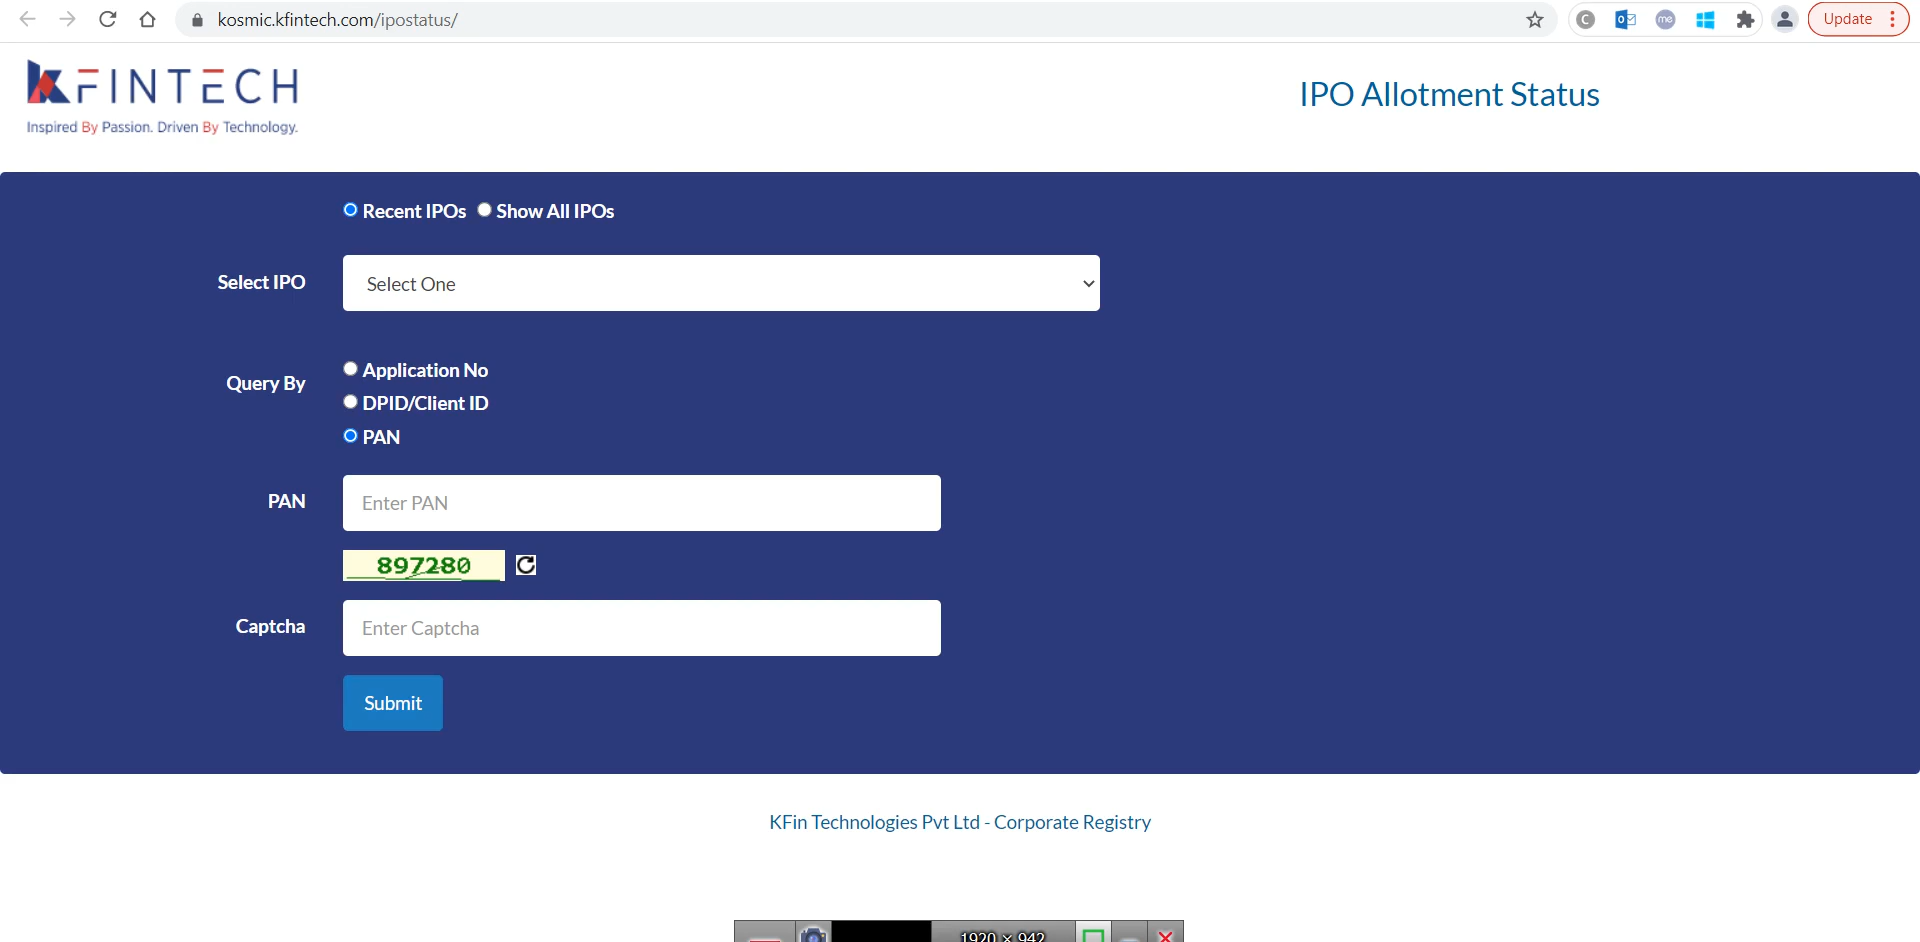 kosmic.kfintech.com/ipostatus/
C
me
Update
KFINTECH
Inspired By Passion. Driven By Technology.
IPO Allotment Status
Recent IPOs Show All IPOs
Select IPO
Select One
Query By
Application No
DPID/Client ID
PAN
PAN
Enter PAN
897280
Captcha
Enter Captcha
Submit
KFin Technologies Pvt Ltd - Corporate Registry
1920 × 942